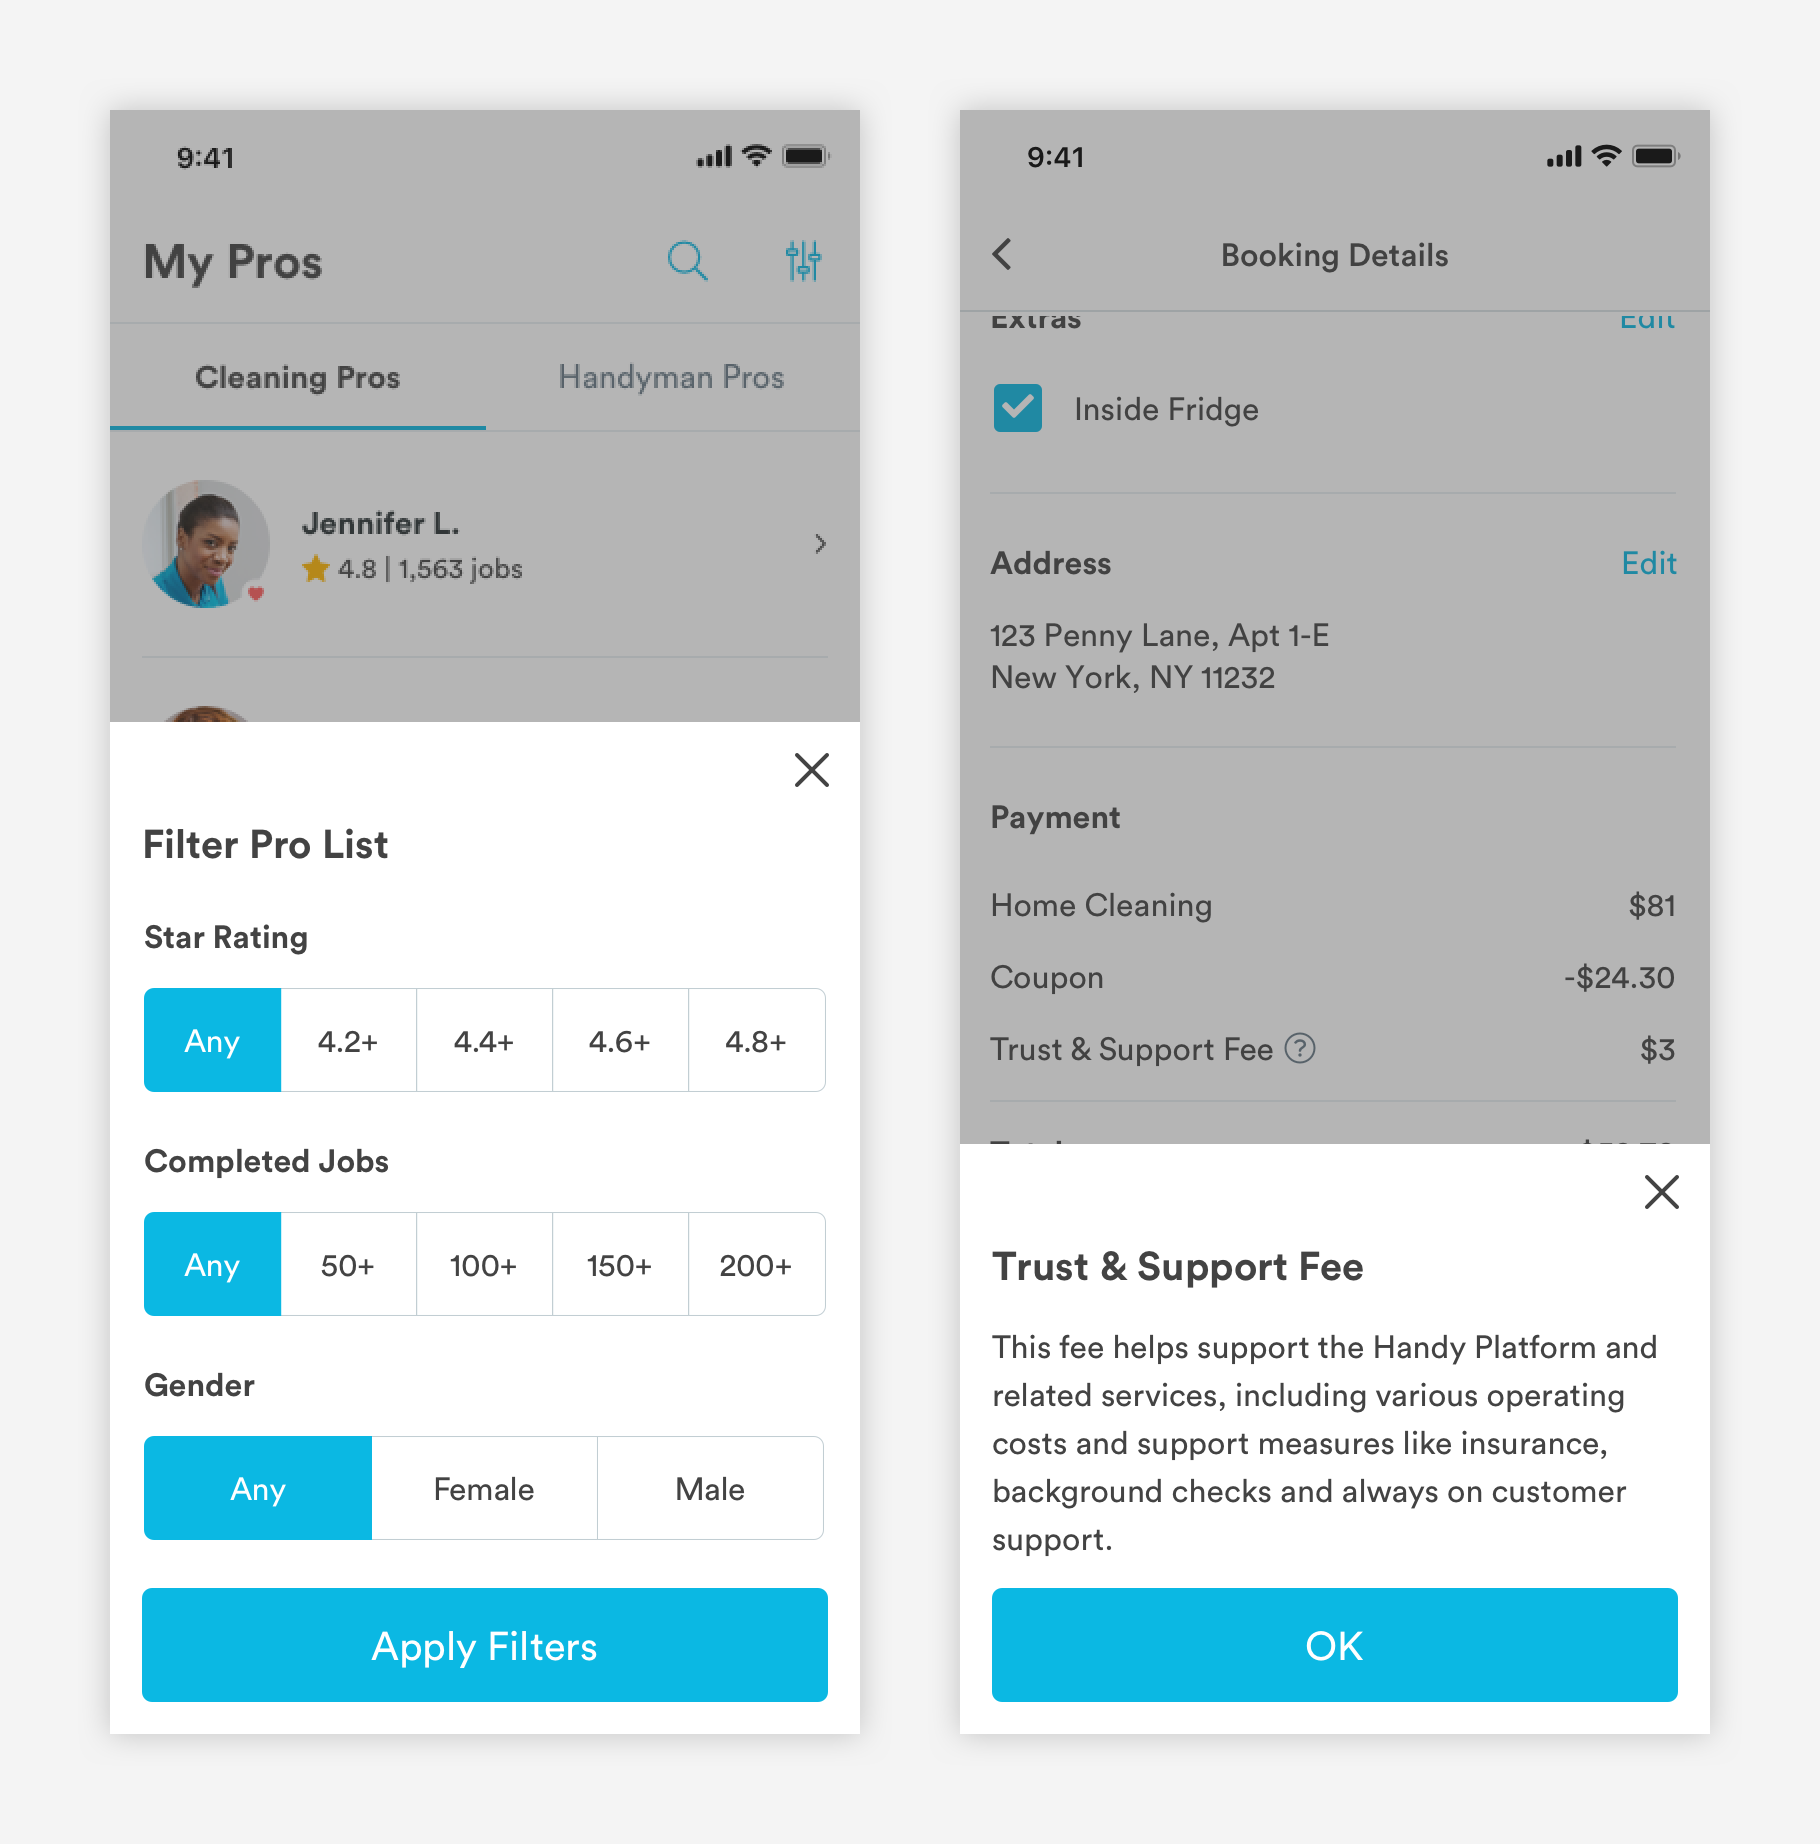 9:41
My Pros
Cleaning Pros
Handyman Pros
Jennifer L.
4.8 | 1,563 jobs
Filter Pro List
Star Rating
Any 4.2+ 4.4+ 4.6+ 4.8+
Completed Jobs
Any 50+ 100+ 150+ 200+
Gender
Any Female Male
Apply Filters
9:41
Booking Details
Extras Edit
Inside Fridge
Address Edit
123 Penny Lane, Apt 1-E
New York, NY 11232
Payment
Home Cleaning $81
Coupon -$24.30
Trust & Support Fee ? $3
Trust & Support Fee
This fee helps support the Handy Platform and
related services, including various operating
costs and support measures like insurance,
background checks and always on customer
support.
OK